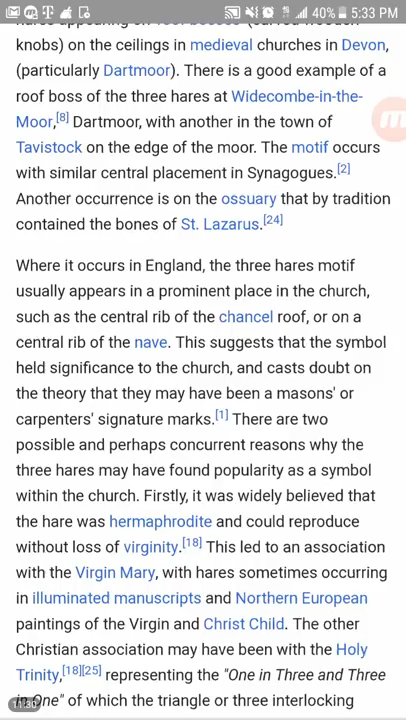 40% 5:33 PM
knobs) on the ceilings in medieval churches in Devon,
(particularly Dartmoor). There is a good example of a
roof boss of the three hares at Widecombe-in-the-
Moor,[8] Dartmoor, with another in the town of
Tavistock on the edge of the moor. The motif occurs
with similar central placement in Synagogues.[2]
Another occurrence is on the ossuary that by tradition
contained the bones of St. Lazarus.[24]
Where it occurs in England, the three hares motif
usually appears in a prominent place in the church,
such as the central rib of the chancel roof, or on a
central rib of the nave. This suggests that the symbol
held significance to the church, and casts doubt on
the theory that they may have been a masons' or
carpenters' signature marks.[1] There are two
possible and perhaps concurrent reasons why the
three hares may have found popularity as a symbol
within the church. Firstly, it was widely believed that
the hare was hermaphrodite and could reproduce
without loss of virginity.[18] This led to an association
with the Virgin Mary, with hares sometimes occurring
in illuminated manuscripts and Northern European
paintings of the Virgin and Christ Child. The other
Christian association may have been with the Holy
Trinity,[18][25] representing the "One in Three and Three
in One" of which the triangle or three interlocking
11:30